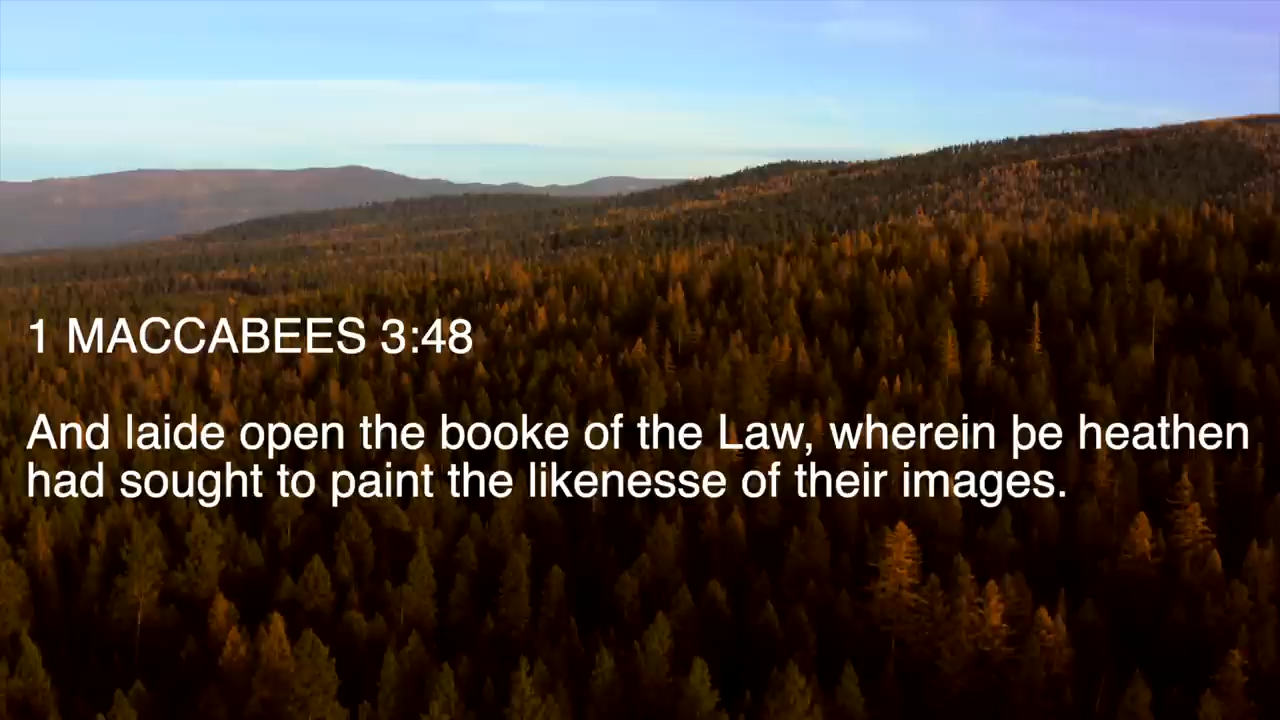 1 MACCABEES 3:48
And laide open the booke of the Law, wherein þe heathen
had sought to paint the likenesse of their images.